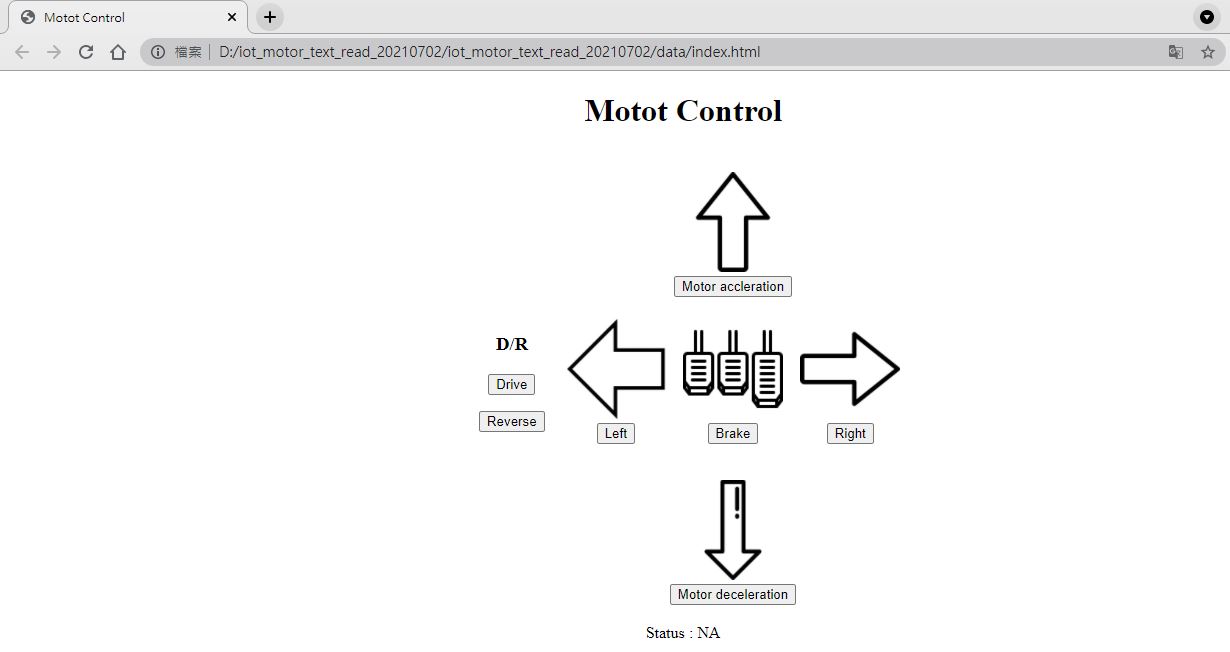 Motot Control
檔案 D:/iot_motor_text_read_20210702/iot_motor_text_read_20210702/data/index.html
Motot Control
Motor accleration
D/R
Drive
Reverse
Left
Brake
Right
Motor deceleration
Status : NA